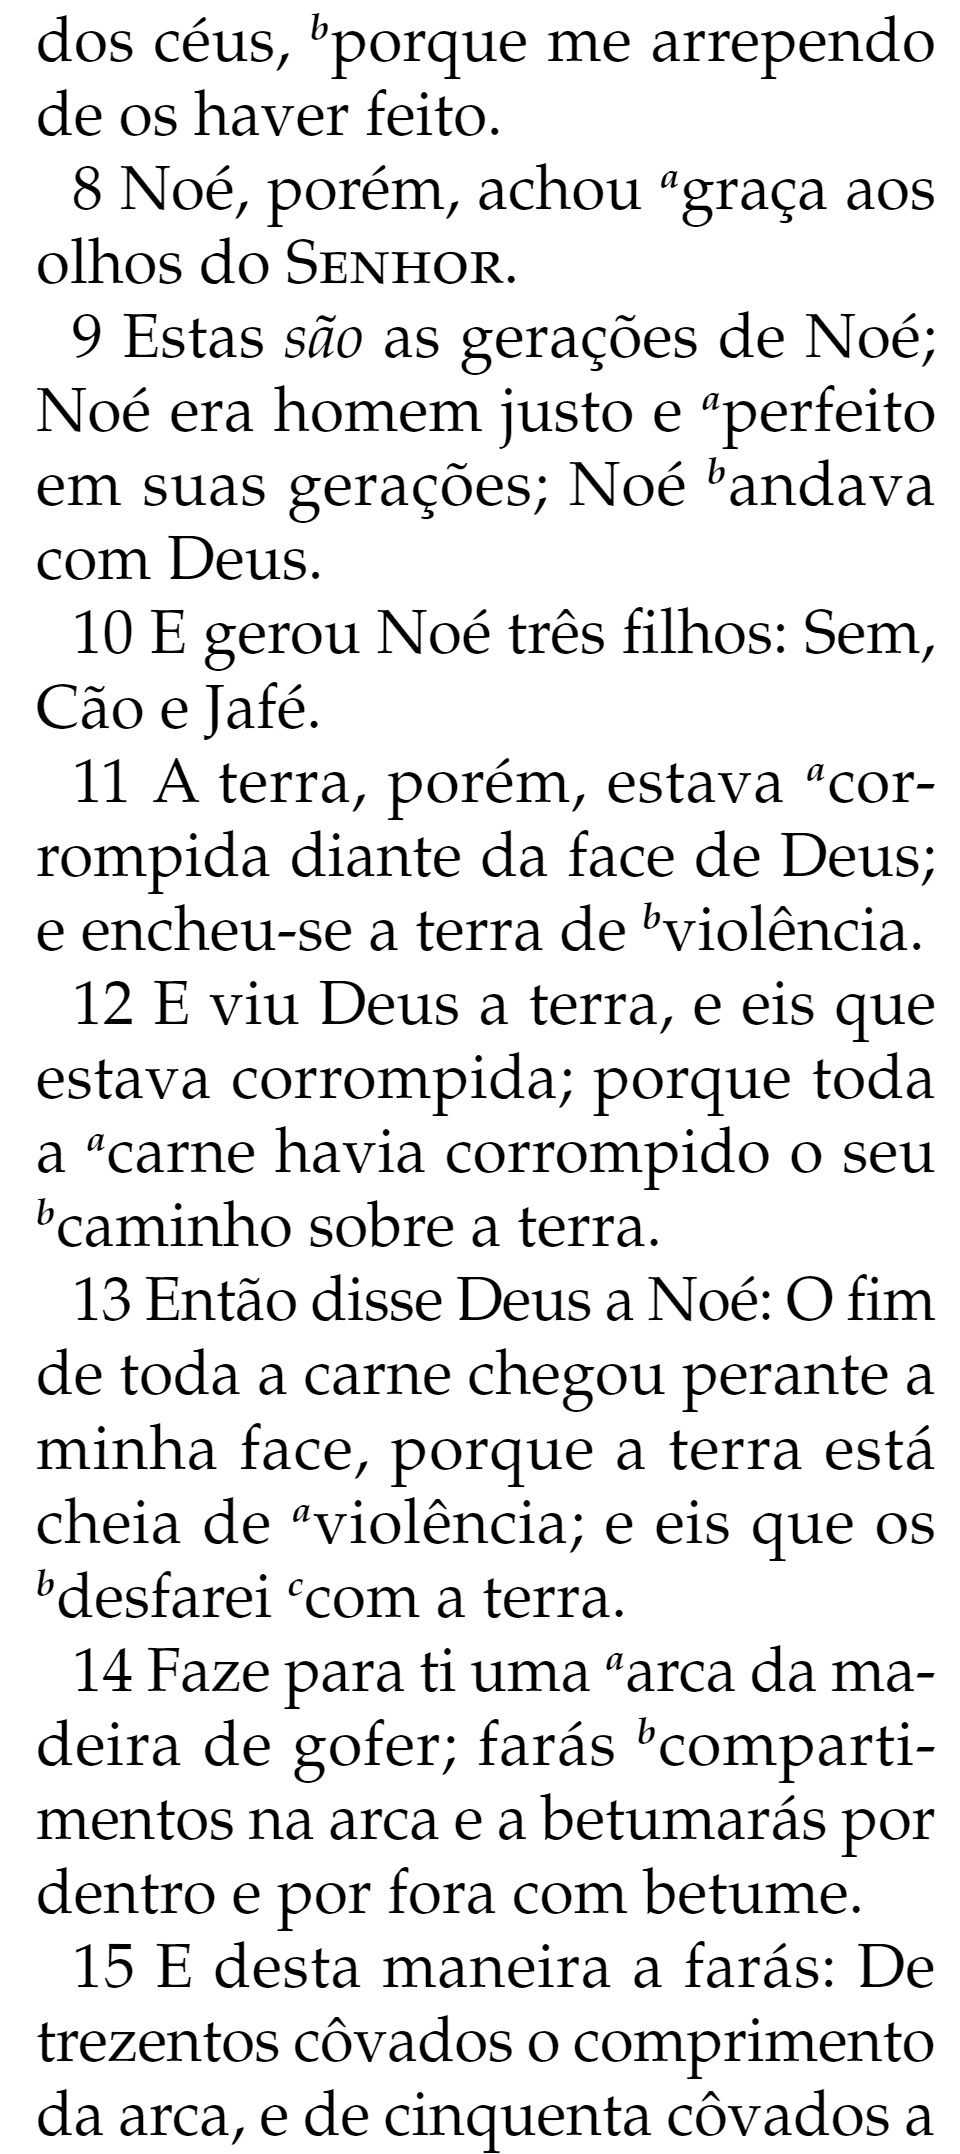 dos céus, ᵇporque me arrependo
de os haver feito.
8 Noé, porém, achou ᵃgraça aos
olhos do SENHOR.
9 Estas são as gerações de Noé;
Noé era homem justo e ᵃperfeito
em suas gerações; Noé ᵇandava
com Deus.
10 E gerou Noé três filhos: Sem,
Cão e Jafé.
11 A terra, porém, estava ᵃcor-
rompida diante da face de Deus;
e encheu-se a terra de ᵇviolência.
12 E viu Deus a terra, e eis que
estava corrompida; porque toda
a ᵃcarne havia corrompido o seu
ᵇcaminho sobre a terra.
13 Então disse Deus a Noé: O fim
de toda a carne chegou perante a
minha face, porque a terra está
cheia de ᵃviolência; e eis que os
ᵇdesfarei ᶜcom a terra.
14 Faze para ti uma ᵃarca da ma-
deira de gofer; farás ᵇcomparti-
mentos na arca e a betumarás por
dentro e por fora com betume.
15 E desta maneira a farás: De
trezentos côvados o comprimento
da arca, e de cinquenta côvados a